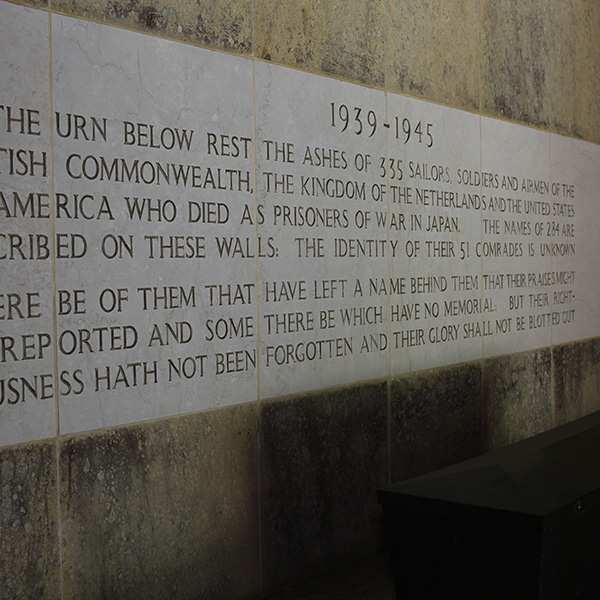 1939-1945
THE URN BELOW REST THE ASHES OF 335 SAILORS, SOLDIERS AND AIRMEN OF THE
TISH COMMONWEALTH, THE KINGDOM OF THE NETHERLANDS AND THE UNITED STATES
AMERICA WHO DIED AS PRISONERS OF WAR IN JAPAN. THE NAMES OF 284 ARE
CRIBED ON THESE WALLS: THE IDENTITY OF THEIR 51 COMRADES IS UNKNOWN
ERE BE OF THEM THAT HAVE LEFT A NAME BEHIND THEM THAT THEIR PRAISES MIGHT
REPORTED AND SOME THERE BE WHICH HAVE NO MEMORIAL: BUT THEIR RIGHT-
USNESS HATH NOT BEEN FORGOTTEN AND THEIR GLORY SHALL NOT BE BLOTTED OUT